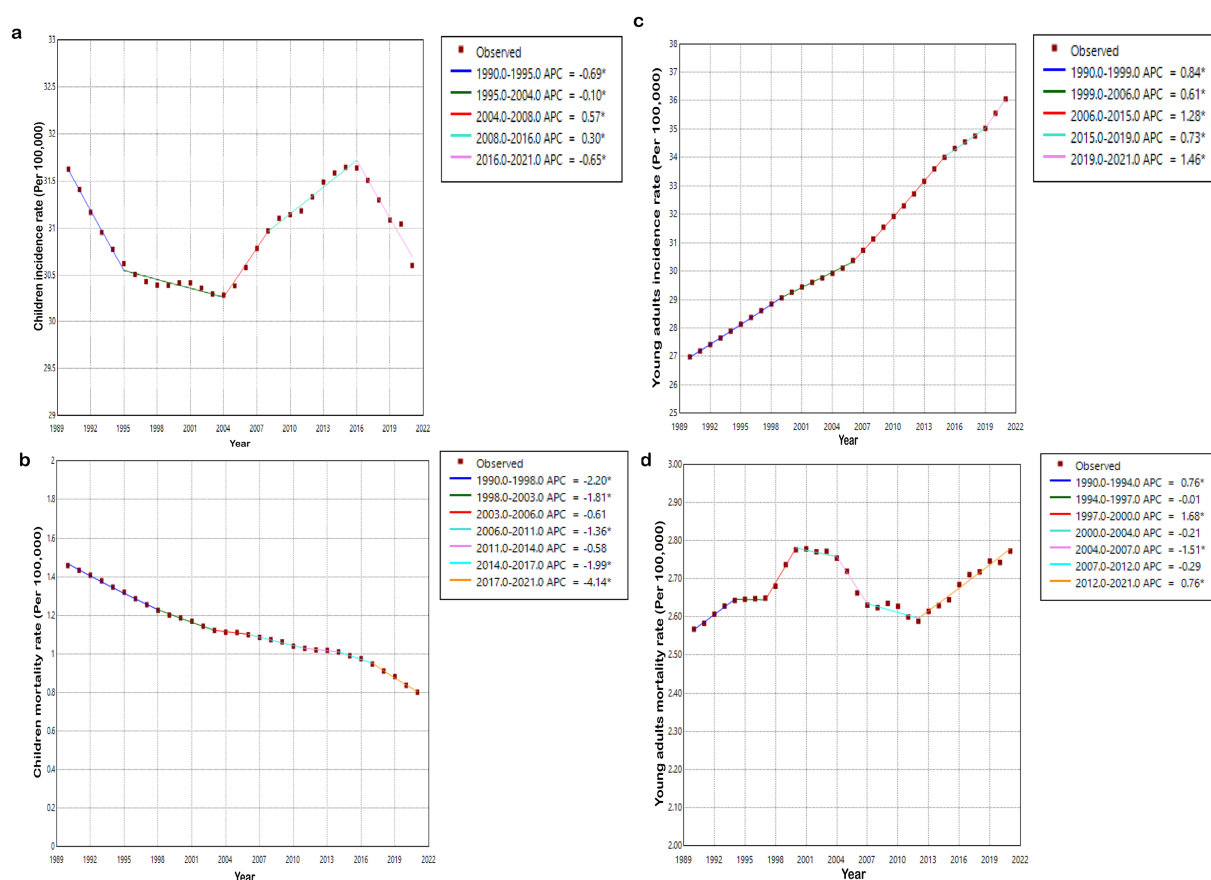 a
Children incidence rate (Per 100,000)
33
32.5
32
31.5
31
30.5
30
29.5
29
1989 1992 1995 1998 2001 2004 2007 2010 2013 2016 2019 2022
Year
Observed
1990.0-1995.0 APC = -0.69*
1995.0-2004.0 APC = -0.10*
2004.0-2008.0 APC = 0.57*
2008.0-2016.0 APC = 0.30*
2016.0-2021.0 APC = -0.65*
c
Young adults incidence rate (Per 100,000)
38
37
36
35
34
33
32
31
30
29
28
27
26
25
1989 1992 1995 1998 2001 2004 2007 2010 2013 2016 2019 2022
Year
Observed
1990.0-1999.0 APC = 0.84*
1999.0-2006.0 APC = 0.61*
2006.0-2015.0 APC = 1.28*
2015.0-2019.0 APC = 0.73*
2019.0-2021.0 APC = 1.46*
b
Children mortality rate (Per 100,000)
2
1.8
1.6
1.4
1.2
1
0.8
0.6
0.4
0.2
0
1989 1992 1995 1998 2001 2004 2007 2010 2013 2016 2019 2022
Year
Observed
1990.0-1998.0 APC = -2.20*
1998.0-2003.0 APC = -1.81*
2003.0-2006.0 APC = -0.61
2006.0-2011.0 APC = -1.36*
2011.0-2014.0 APC = -0.58
2014.0-2017.0 APC = -1.99*
2017.0-2021.0 APC = -4.14*
d
Young adults mortality rate (Per 100,000)
3.00
2.90
2.80
2.70
2.60
2.50
2.40
2.30
2.20
2.10
2.00
1989 1992 1995 1998 2001 2004 2007 2010 2013 2016 2019 2022
Year
Observed
1990.0-1994.0 APC = 0.76*
1994.0-1997.0 APC = -0.01
1997.0-2000.0 APC = 1.68*
2000.0-2004.0 APC = -0.21
2004.0-2007.0 APC = -1.51*
2007.0-2012.0 APC = -0.29
2012.0-2021.0 APC = 0.76*